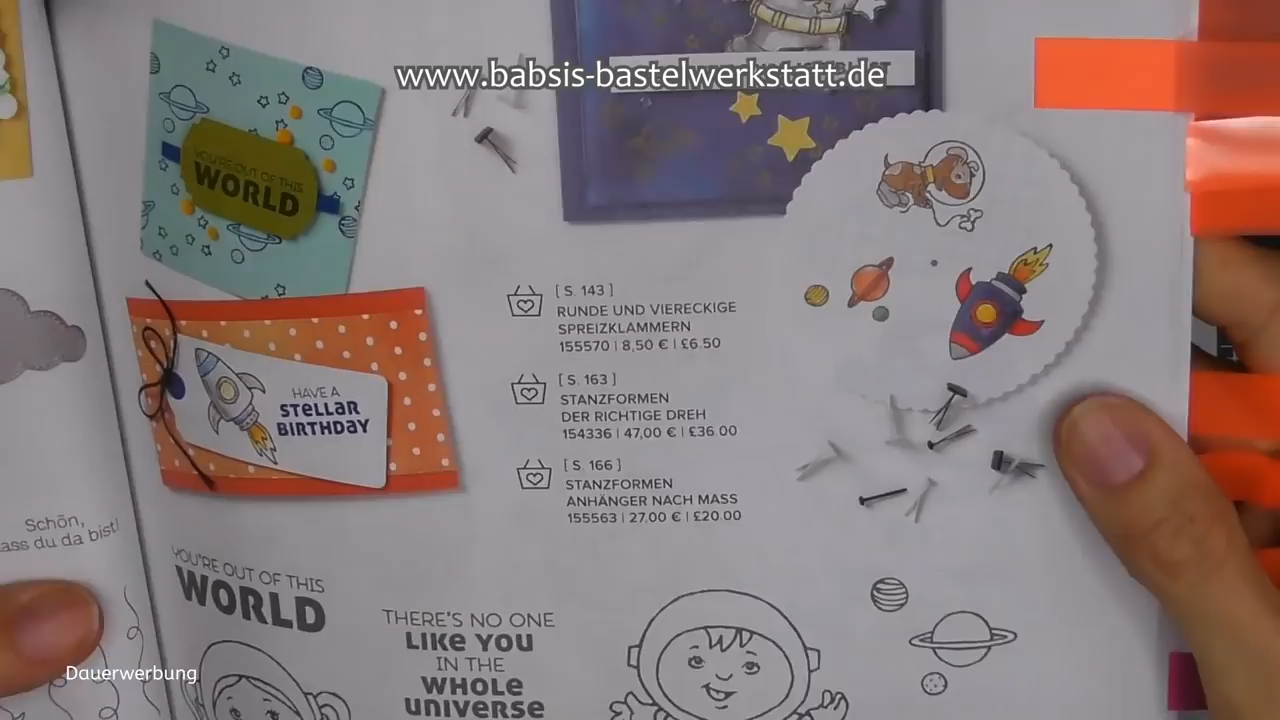 www.babsis-bastelwerkstatt.de
YOU'RE OUT OF THIS
WORLD
HAVE A
STELLAR
BIRTHDAY
[ S. 143 ]
RUNDE UND VIERECKIGE
SPREIZKLAMMERN
155570 | 8,50 € | £6.50
[ S. 163 ]
STANZFORMEN
DER RICHTIGE DREH
154336 | 47,00 € | £36.00
[ S. 166 ]
STANZFORMEN
ANHÄNGER NACH MASS
155563 | 27,00 € | £20.00
Schön,
dass du da bist!
YOU'RE OUT OF THIS
WORLD
THERE'S NO ONE
LIKE YOU
IN THE
WHOLE
UNIVERSE
Dauerwerbung